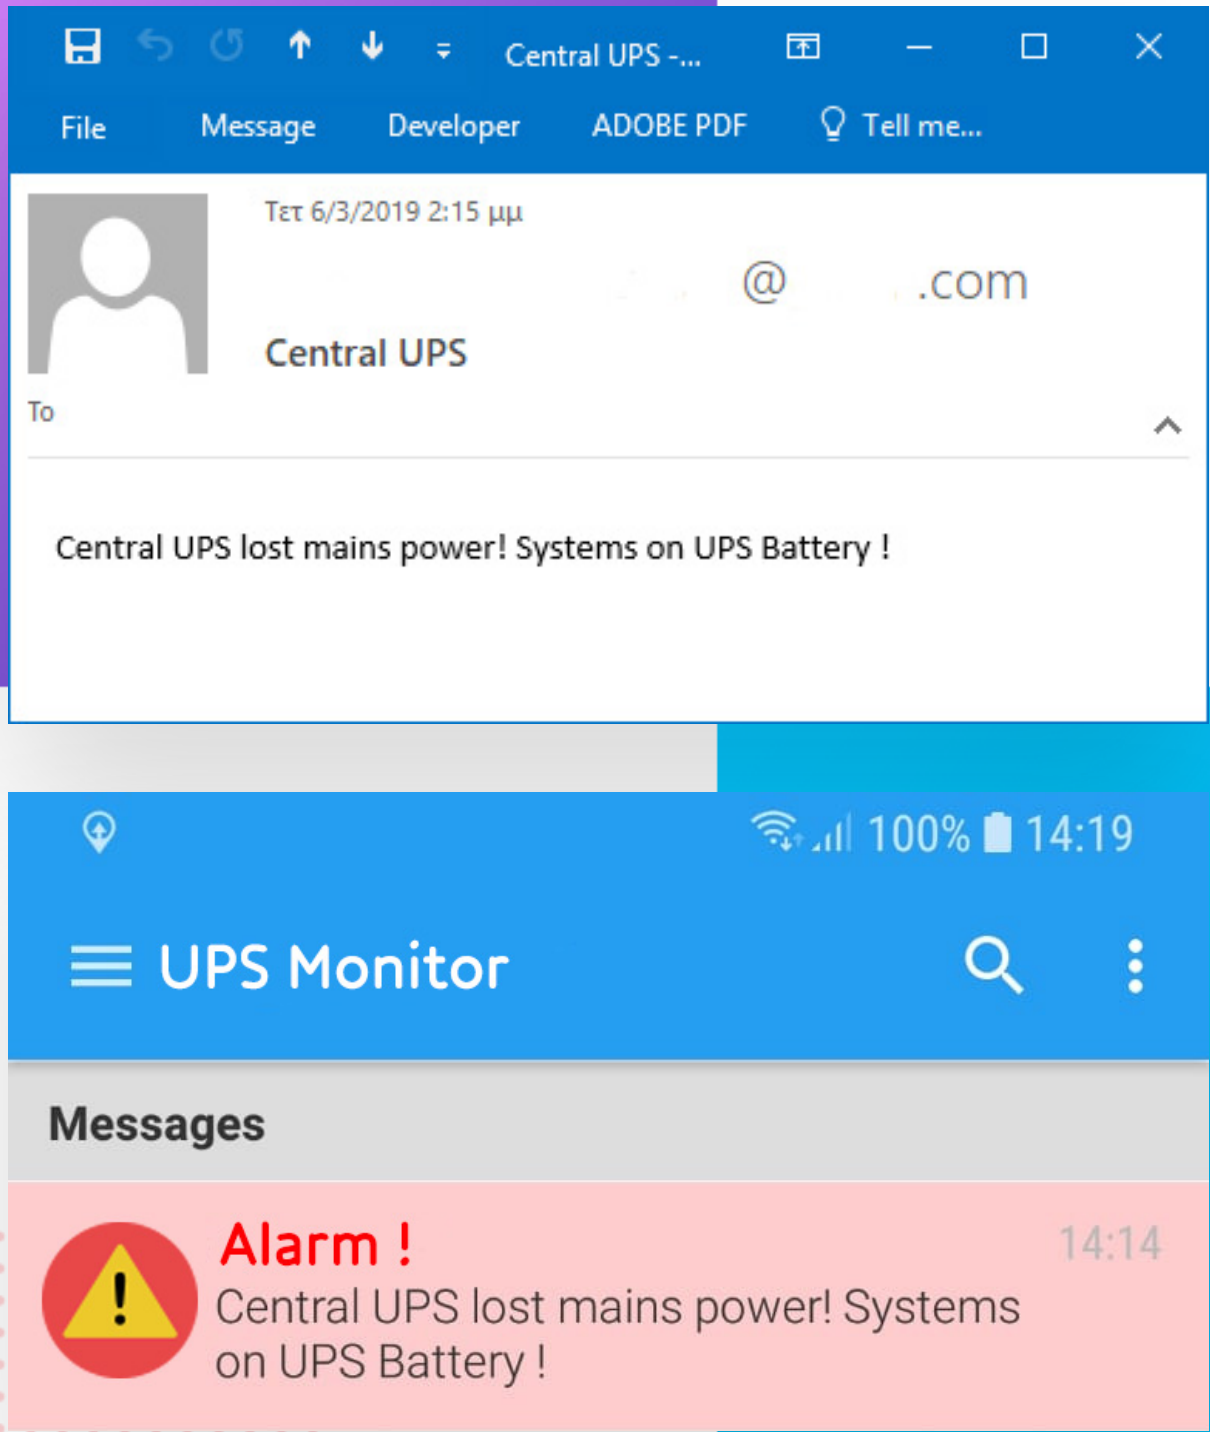 Central UPS -...
File Message Developer ADOBE PDF Tell me...
Τετ 6/3/2019 2:15 μμ
@ .com
Central UPS
To
Central UPS lost mains power! Systems on UPS Battery !
100% 14:19
UPS Monitor
Messages
Alarm ! 14:14
Central UPS lost mains power! Systems
on UPS Battery !